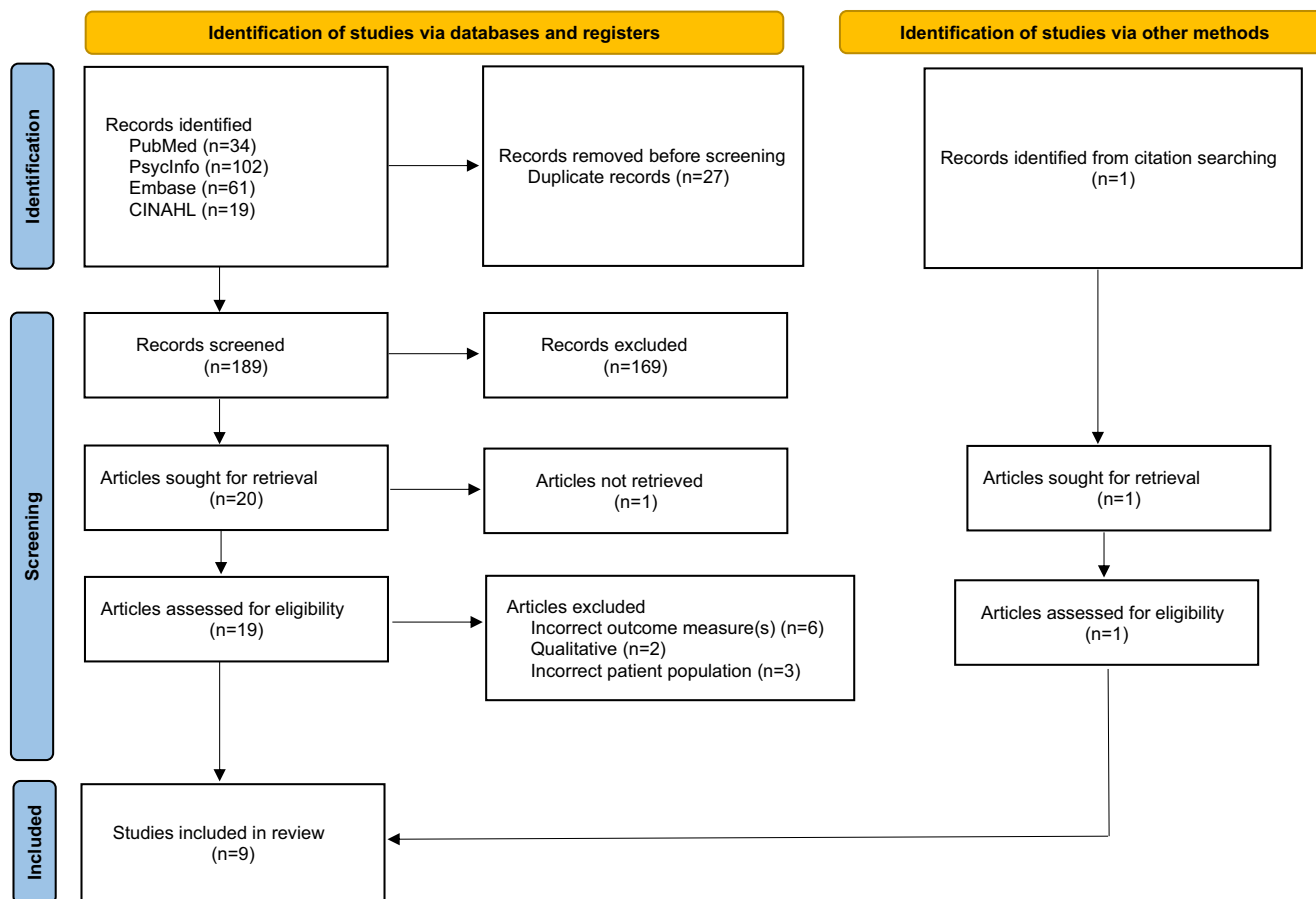 Identification of studies via databases and registers
Identification of studies via other methods
Identification
Records identified
PubMed (n=34)
PsycInfo (n=102)
Embase (n=61)
CINAHL (n=19)
Records removed before screening
Duplicate records (n=27)
Records identified from citation searching
(n=1)
Screening
Records screened
(n=189)
Records excluded
(n=169)
Articles sought for retrieval
(n=20)
Articles not retrieved
(n=1)
Articles sought for retrieval
(n=1)
Articles assessed for eligibility
(n=19)
Articles excluded
Incorrect outcome measure(s) (n=6)
Qualitative (n=2)
Incorrect patient population (n=3)
Articles assessed for eligibility
(n=1)
Included
Studies included in review
(n=9)